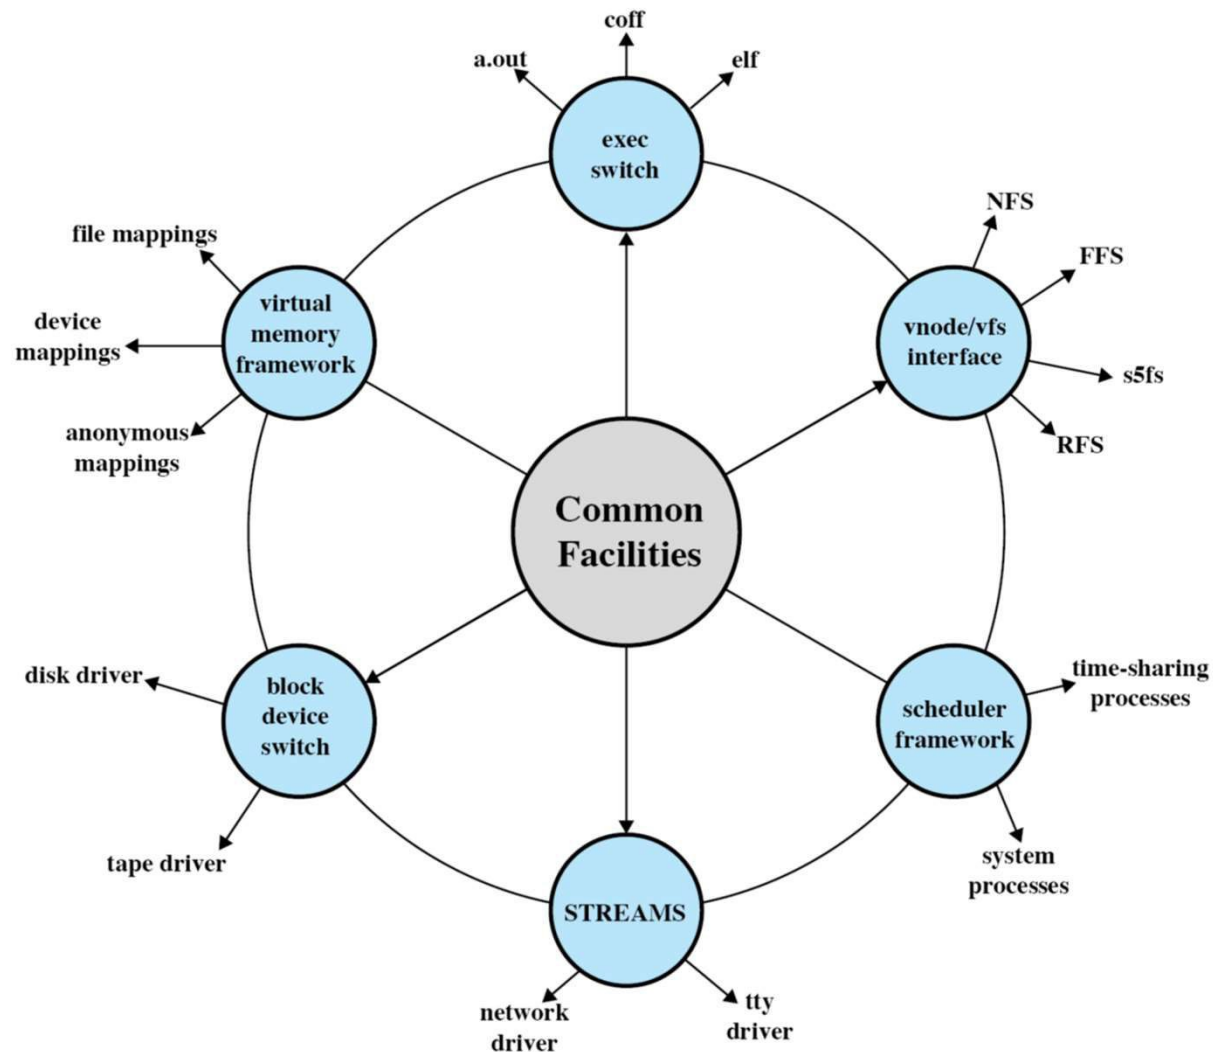 coff
a.out
elf
exec
switch
NFS
FFS
s5fs
RFS
vnode/vfs
interface
file mappings
device
mappings
anonymous
mappings
virtual
memory
framework
Common
Facilities
disk driver
tape driver
block
device
switch
scheduler
framework
time-sharing
processes
system
processes
STREAMS
network
driver
tty
driver